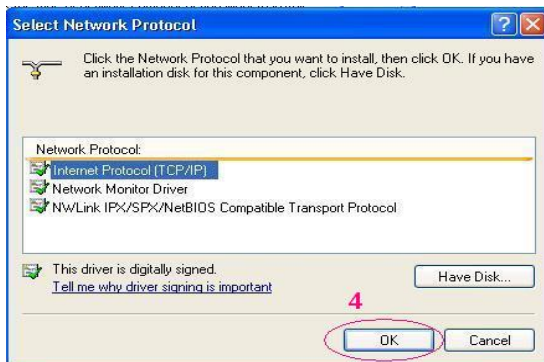 Select Network Protocol
Click the Network Protocol that you want to install, then click OK. If you have
an installation disk for this component, click Have Disk.
Network Protocol:
Internet Protocol (TCP/IP)
Network Monitor Driver
NWLink IPX/SPX/NetBIOS Compatible Transport Protocol
This driver is digitally signed.
Tell me why driver signing is important
Have Disk...
4
OK
Cancel